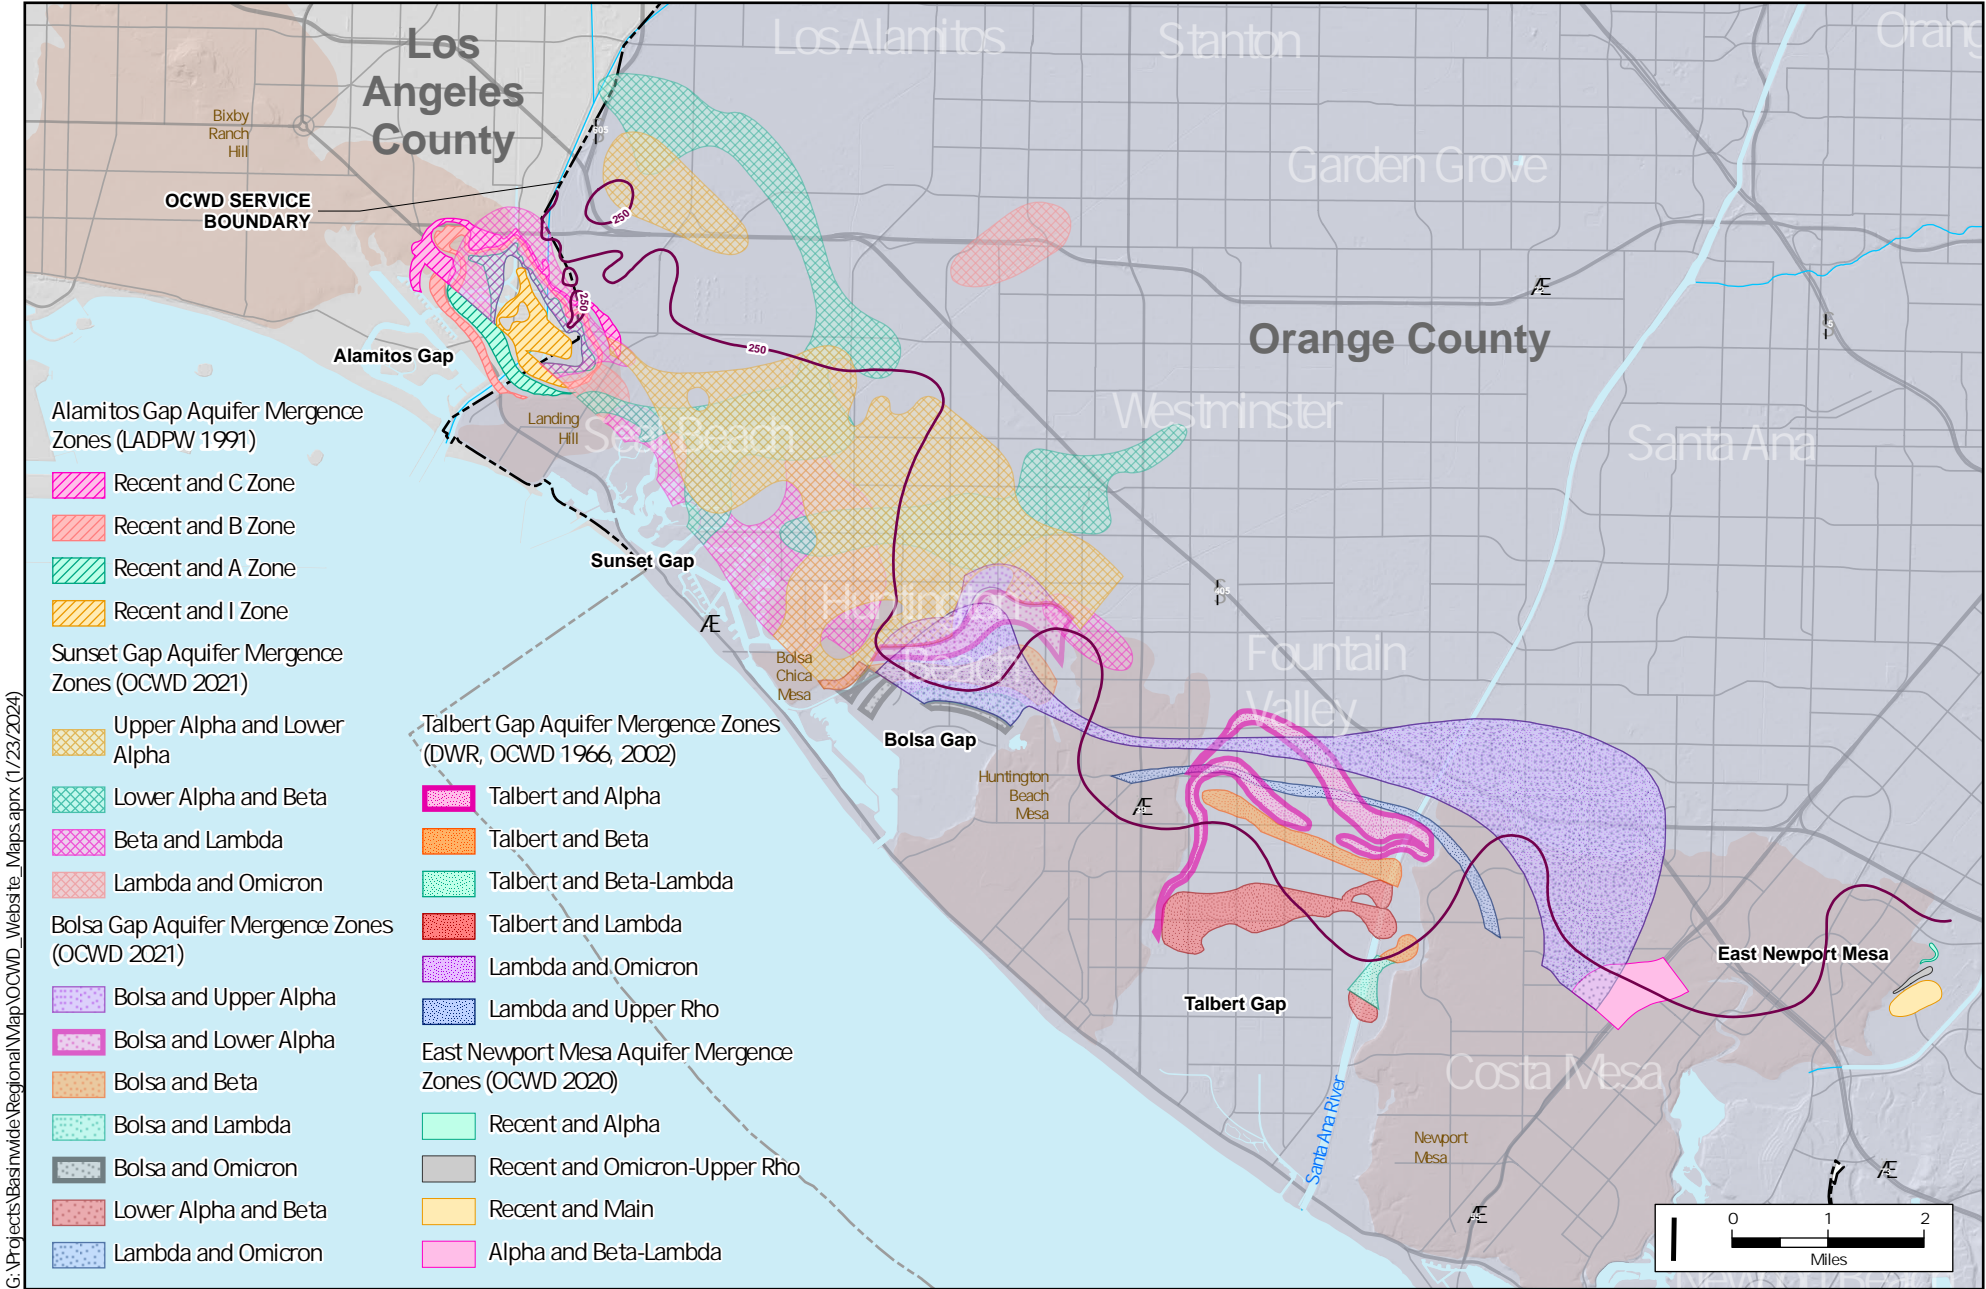 G:\Projects\Basinwide\RegionalMap\OCWD_Website_Maps.aprx (1/23/2024)
Los
Angeles
County
Los Alamitos
Stanton
Bixby
Ranch
Hill
605
Garden Grove
OCWD SERVICE
BOUNDARY
250
250
250
Æ
Orange County
5
Alamitos Gap
Landing
Hill
Seal Beach
Westminster
Santa Ana
Sunset Gap
Æ
405
Huntington
Beach
Bolsa
Chica
Mesa
Fountain
Valley
Bolsa Gap
Huntington
Beach
Mesa
Æ
East Newport Mesa
Talbert Gap
Santa Ana River
Costa Mesa
Newport
Mesa
Æ
Æ
Newport Beach
Alamitos Gap Aquifer Mergence
Zones (LADPW 1991)
Recent and C Zone
Recent and B Zone
Recent and A Zone
Recent and I Zone
Sunset Gap Aquifer Mergence
Zones (OCWD 2021)
Upper Alpha and Lower
Alpha
Lower Alpha and Beta
Beta and Lambda
Lambda and Omicron
Bolsa Gap Aquifer Mergence Zones
(OCWD 2021)
Bolsa and Upper Alpha
Bolsa and Lower Alpha
Bolsa and Beta
Bolsa and Lambda
Bolsa and Omicron
Lower Alpha and Beta
Lambda and Omicron
Talbert Gap Aquifer Mergence Zones
(DWR, OCWD 1966, 2002)
Talbert and Alpha
Talbert and Beta
Talbert and Beta-Lambda
Talbert and Lambda
Lambda and Omicron
Lambda and Upper Rho
East Newport Mesa Aquifer Mergence
Zones (OCWD 2020)
Recent and Alpha
Recent and Omicron-Upper Rho
Recent and Main
Alpha and Beta-Lambda
0 1 2
Miles